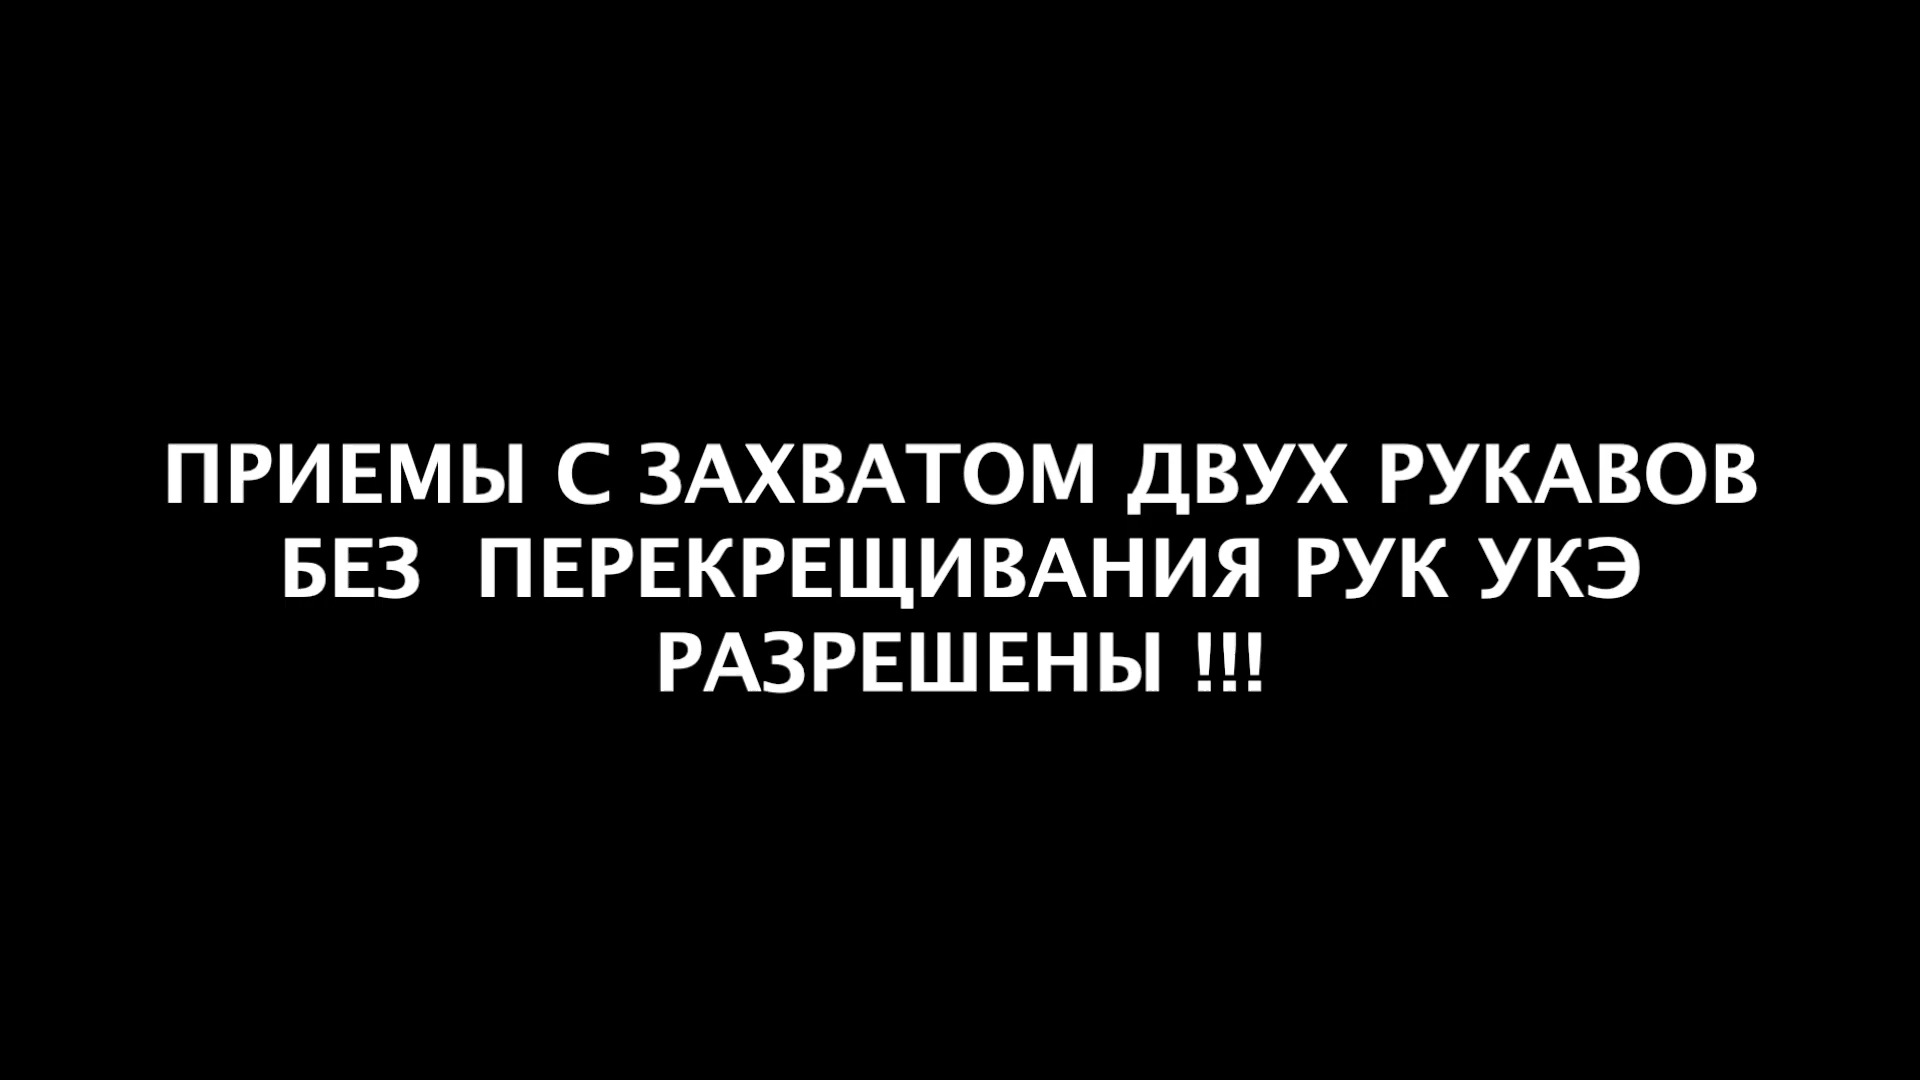 ПРИЕМЫ С ЗАХВАТОМ ДВУХ РУКАВОВ
БЕЗ  ПЕРЕКРЕЩИВАНИЯ РУК УКЭ
РАЗРЕШЕНЫ !!!